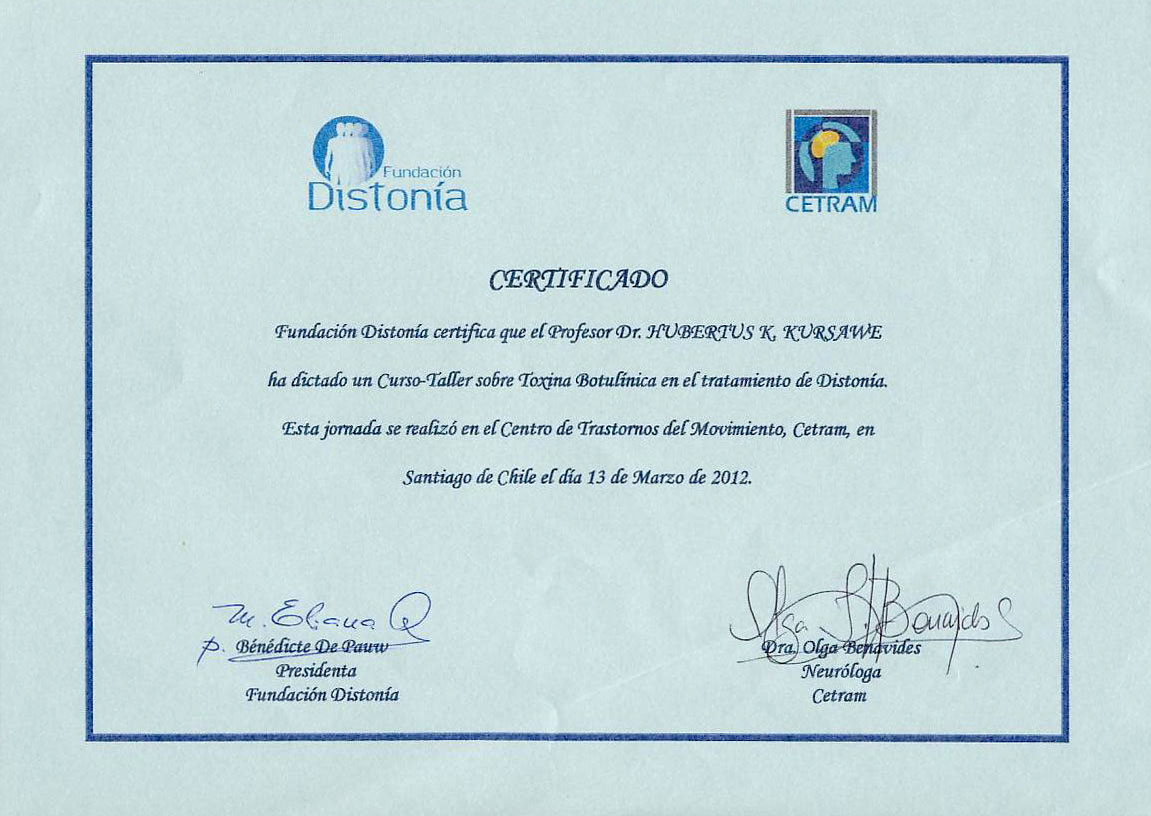 Fundación
Distonía
CETRAM
CERTIFICADO
Fundación Distonía certifica que el Profesor Dr. HUBERTUS K. KURSAWE
ha dictado un Curso-Taller sobre Toxina Botulínica en el tratamiento de Distonía.
Esta jornada se realizó en el Centro de Trastornos del Movimiento, Cetram, en
Santiago de Chile el día 13 de Marzo de 2012.
M. Eliana Q
p. Bénédicte De Pauw
Presidenta
Fundación Distonía
Olga Benavides
Dra. Olga Benavides
Neuróloga
Cetram